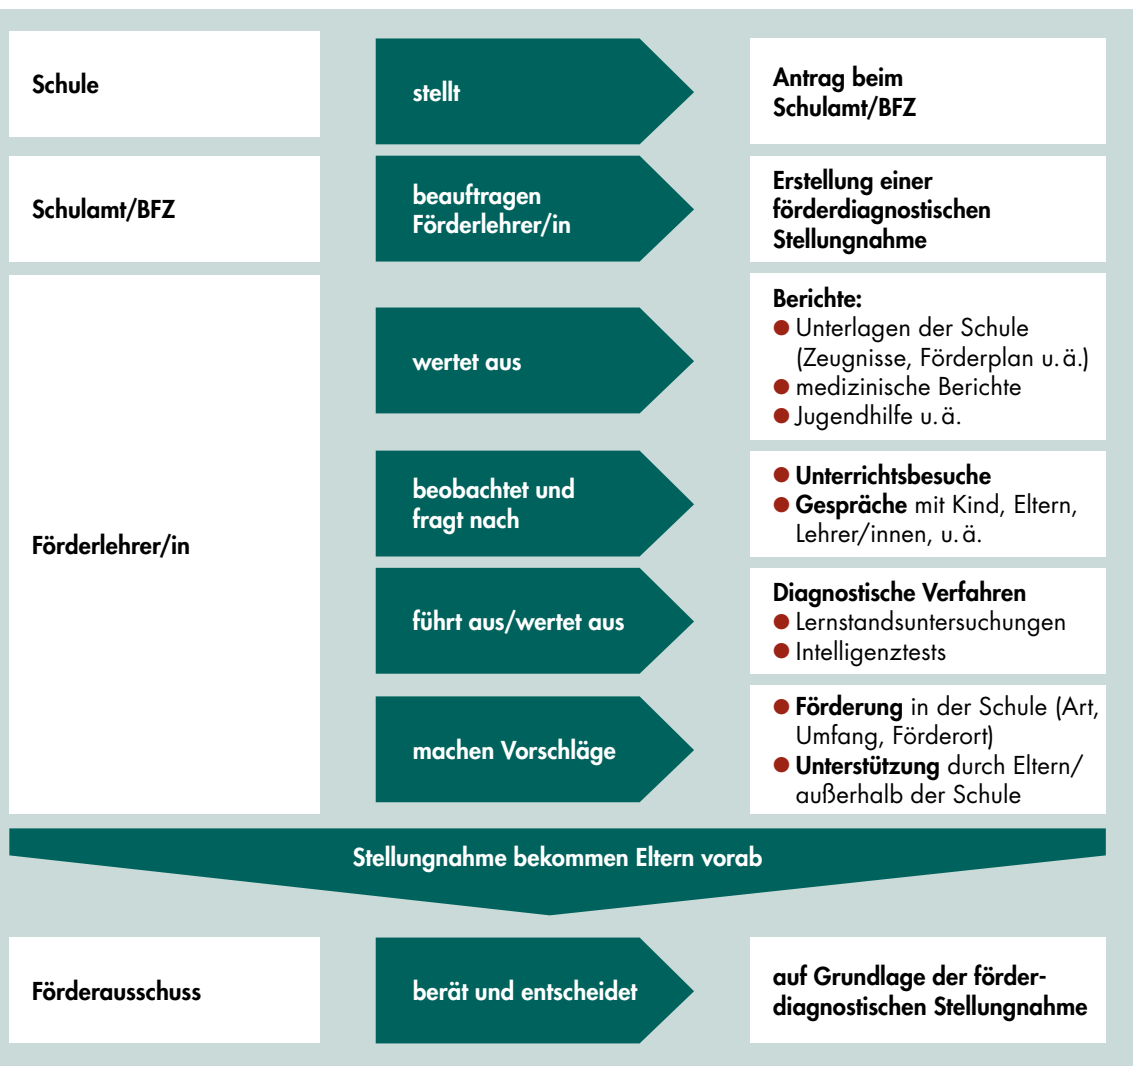 Schule
stellt
Antrag beim
Schulamt/BFZ
Schulamt/BFZ
beauftragen
Förderlehrer/in
Erstellung einer
förderdiagnostischen
Stellungnahme
Förderlehrer/in
wertet aus
Berichte:
● Unterlagen der Schule
(Zeugnisse, Förderplan u. ä.)
● medizinische Berichte
● Jugendhilfe u. ä.
beobachtet und
fragt nach
● Unterrichtsbesuche
● Gespräche mit Kind, Eltern,
Lehrer/innen, u. ä.
führt aus/wertet aus
Diagnostische Verfahren
● Lernstandsuntersuchungen
● Intelligenztests
machen Vorschläge
● Förderung in der Schule (Art,
Umfang, Förderort)
● Unterstützung durch Eltern/
außerhalb der Schule
Stellungnahme bekommen Eltern vorab
Förderausschuss
berät und entscheidet
auf Grundlage der förder-
diagnostischen Stellungnahme